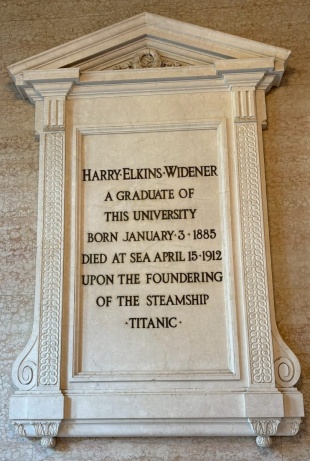 HARRY·ELKINS·WIDENER
A GRADUATE OF
THIS UNIVERSITY
BORN JANUARY·3·1885
DIED AT SEA APRIL 15·1912
UPON THE FOUNDERING
OF THE STEAMSHIP
·TITANIC·